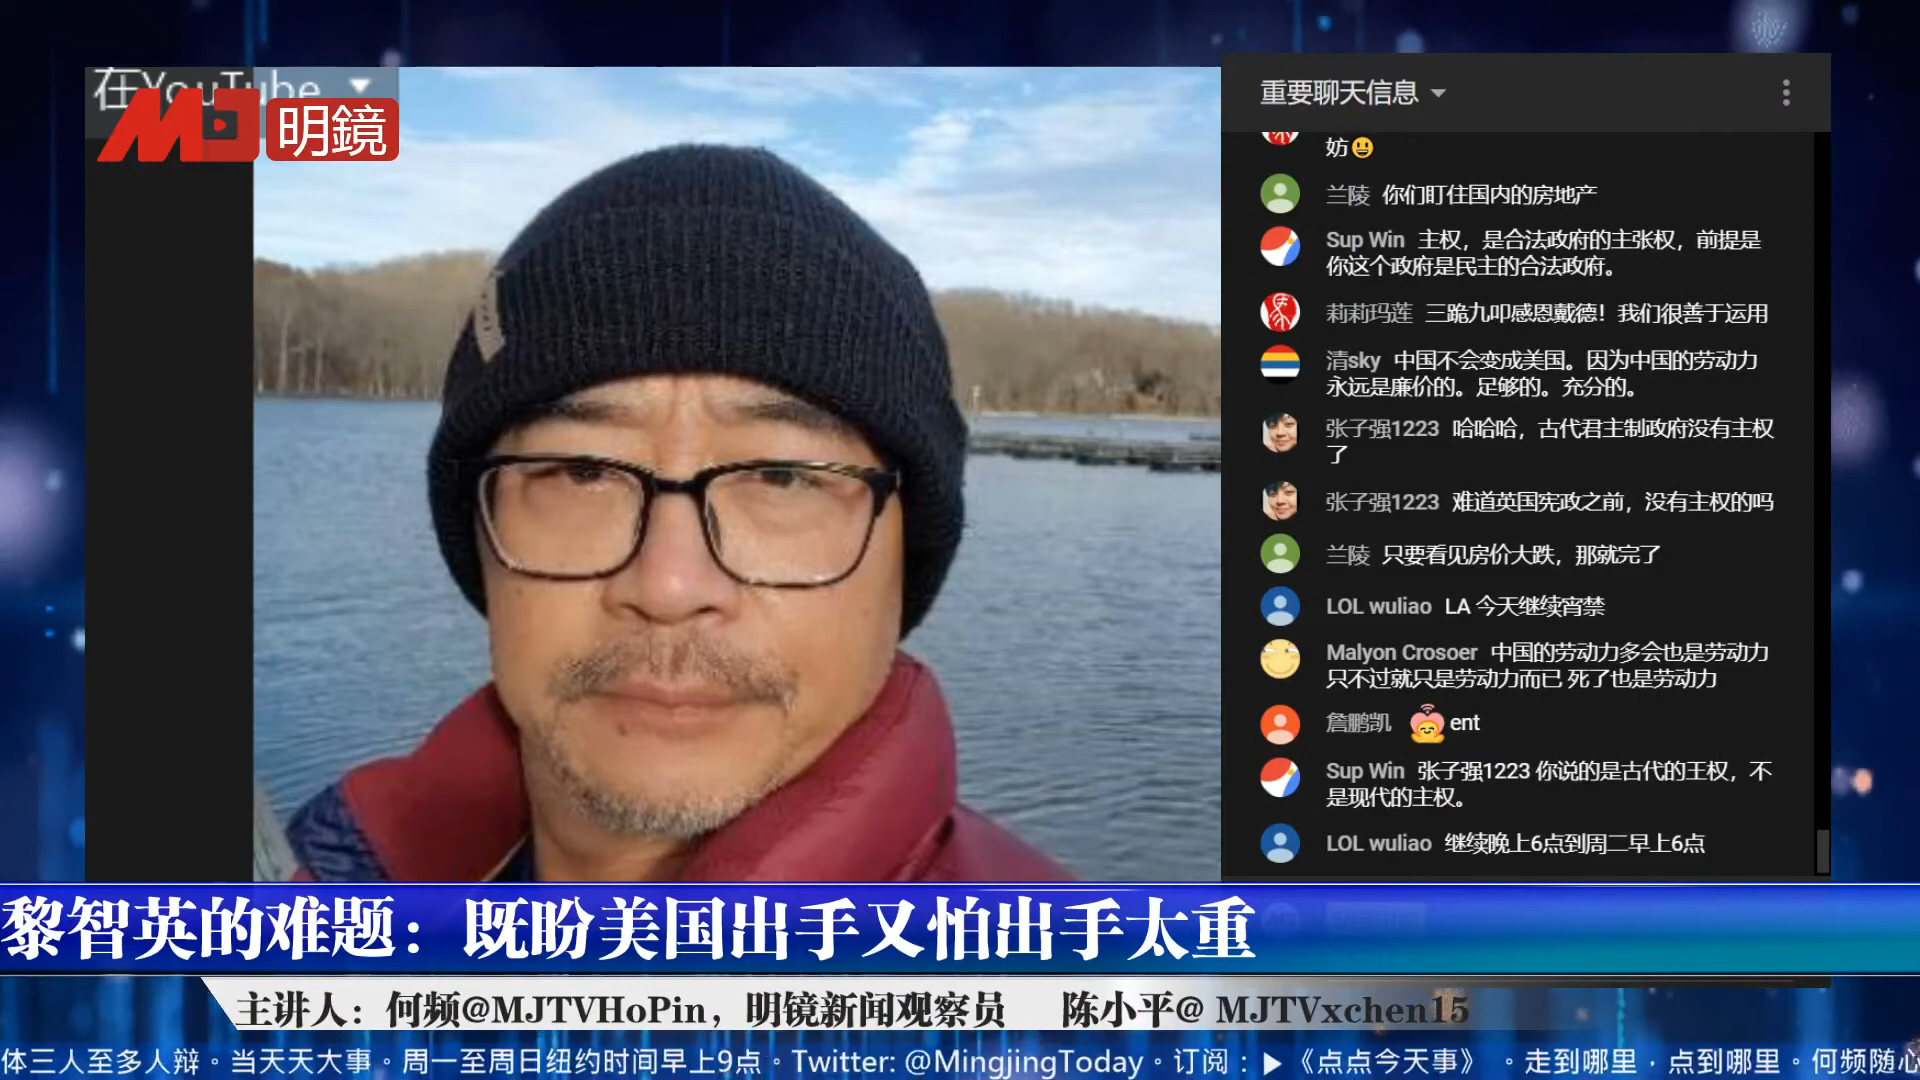 在YouTube
MJ
明鏡
重要聊天信息
妨
兰陵 你们盯住国内的房地产
Sup Win 主权，是合法政府的主张权，前提是
你这个政府是民主的合法政府。
莉莉玛莲 三跪九叩感恩戴德！我们很善于运用
清sky 中国不会变成美国。因为中国的劳动力
永远是廉价的。足够的。充分的。
张子强1223 哈哈哈，古代君主制政府没有主权
了
张子强1223 难道英国宪政之前，没有主权的吗
兰陵 只要看见房价大跌，那就完了
LOL wuliao LA 今天继续宵禁
Malyon Crosoer 中国的劳动力多会也是劳动力
只不过就只是劳动力而已 死了也是劳动力
詹鹏凯 ent
Sup Win 张子强1223 你说的是古代的王权，不
是现代的主权。
LOL wuliao 继续晚上6点到周二早上6点
黎智英的难题：既盼美国出手又怕出手太重
主讲人：何频@MJTVHoPin，明镜新闻观察员 陈小平@ MJTVxchen15
体三人至多人辩。当天天大事。周一至周日纽约时间早上9点。Twitter: @MingjingToday。订阅：▶《点点今天事》 。走到哪里．点到哪里。何频随心